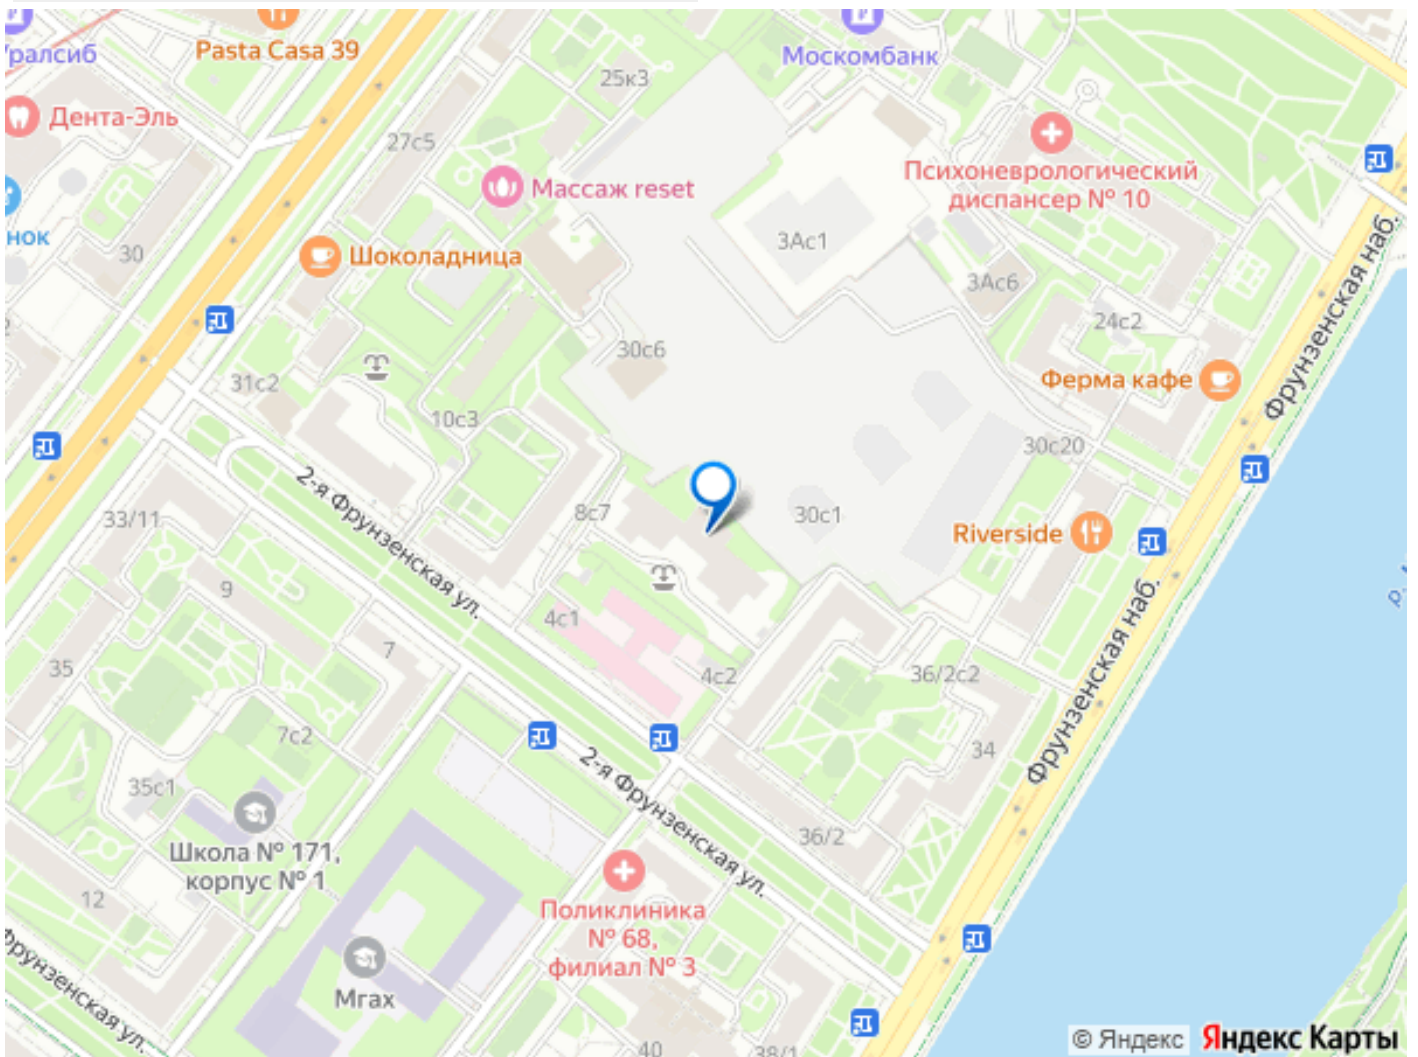 Уралсиб
Pasta Casa 39
Москомбанк
25к3
Дента-Эль
27с5
Психоневрологический
диспансер № 10
Массаж reset
нок
30
Шоколадница
3Ас1
3Ас6
Фрунзенская наб.
24с2
30с6
31с2
Ферма кафе
10с3
30с20
2-я Фрунзенская ул.
33/11
8с7
30с1
Riverside
9
4с1
р.
7
35
4с2
36/2с2
Фрунзенская наб.
7с2
34
35с1
2-я Фрунзенская ул.
36/2
Школа № 171,
корпус № 1
12
Поликлиника
№ 68,
филиал № 3
Фрунзенская ул.
Мгах
40
38/1
© Яндекс Яндекс Карты